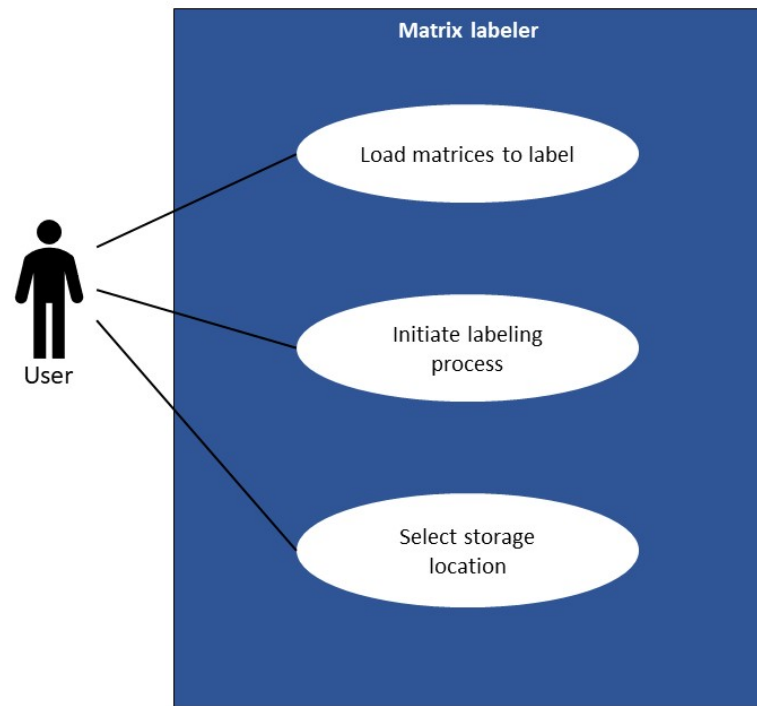 Matrix labeler
Load matrices to label
Initiate labeling
process
User
Select storage
location